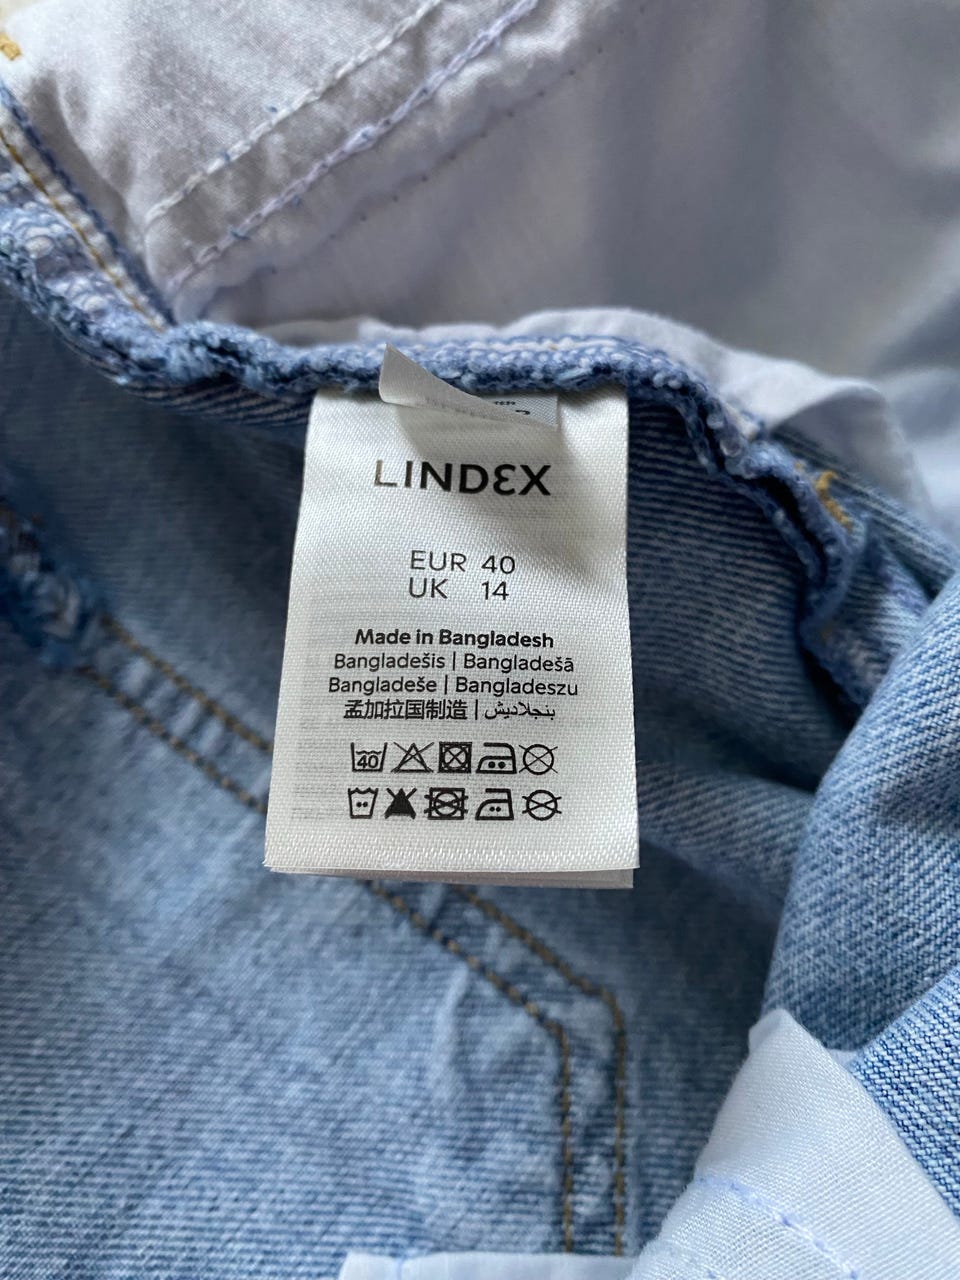 LINDEX
EUR 40
UK 14
Made in Bangladesh
Bangladešis | Bangladešā
Bangladeše | Bangladeszu
孟加拉国制造 | بنجلاديش
40